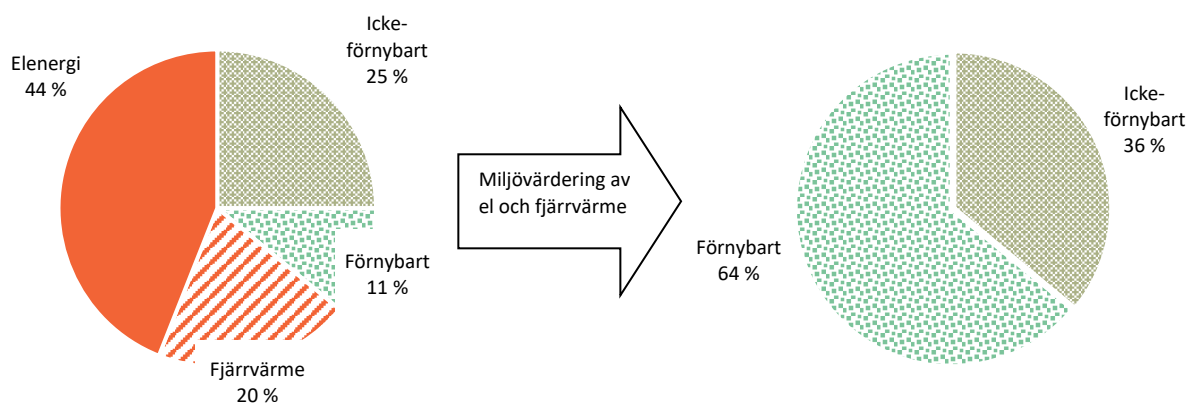 Elenergi
44 %
Icke-
förnybart
25 %
Förnybart
11 %
Fjärrvärme
20 %
Miljövärdering av
el och fjärrvärme
Icke-
förnybart
36 %
Förnybart
64 %